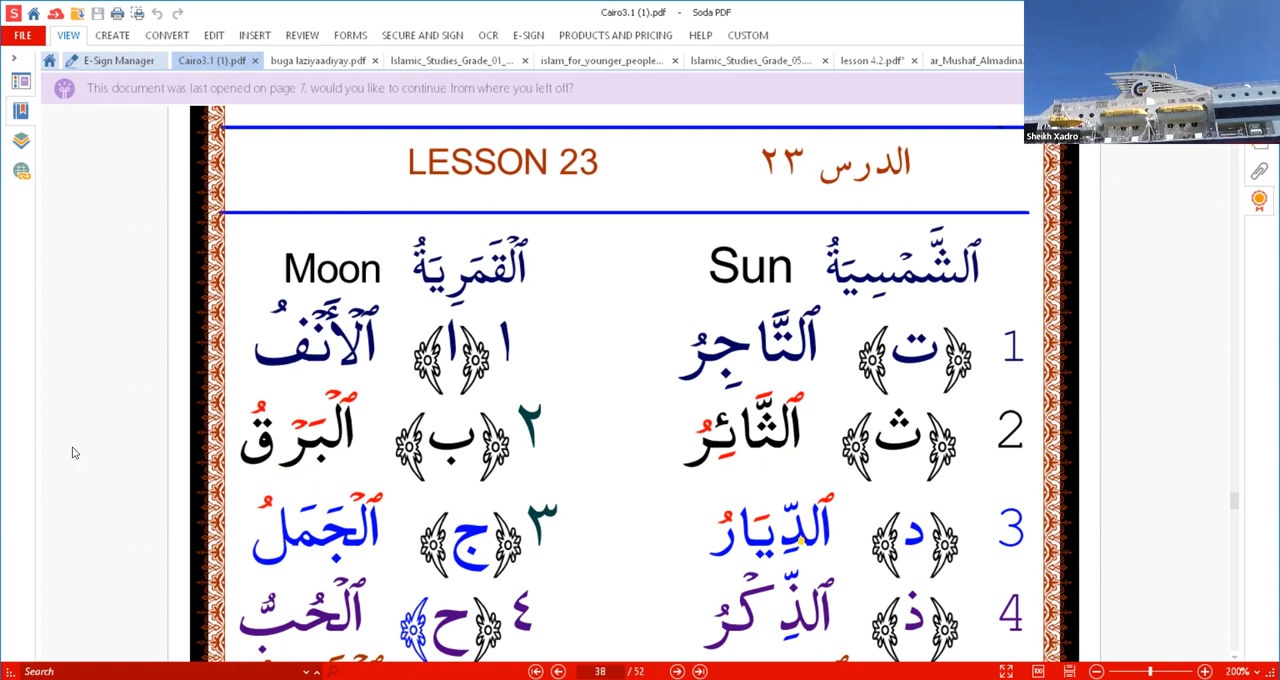 Cairo3.1 (1).pdf - Soda PDF
FILE VIEW CREATE CONVERT EDIT INSERT REVIEW FORMS SECURE AND SIGN OCR E-SIGN PRODUCTS AND PRICING HELP CUSTOM
E-Sign Manager Cairo3.1 (1).pdf buga laziyaadiyay.pdf Islamic_Studies_Grade_01_... islam_for_younger_people... Islamic_Studies_Grade_05.... lesson 4.2.pdf* ar_Mushaf_Almadina
This document was last opened on page 7, would you like to continue from where you left off?
Sheikh Xadro
LESSON 23 الدرس ٢٣
ٱلشَّمْسِيَةُ Sun ٱلْقَمَرِيَةُ Moon
1 ﴿ت﴾ ٱلتَّاجِرُ ١ ﴿ا﴾ ٱلْأَنْفُ
2 ﴿ث﴾ ٱلثَّائِرُ ٢ ﴿ب﴾ ٱلْبَرْقُ
3 ﴿د﴾ ٱلدِّيَارُ ٣ ﴿ج﴾ ٱلْجَمَلُ
4 ﴿ذ﴾ ٱلذِّكْرُ ٤ ﴿ح﴾ ٱلْحُبُّ
Search 38 / 52 200%